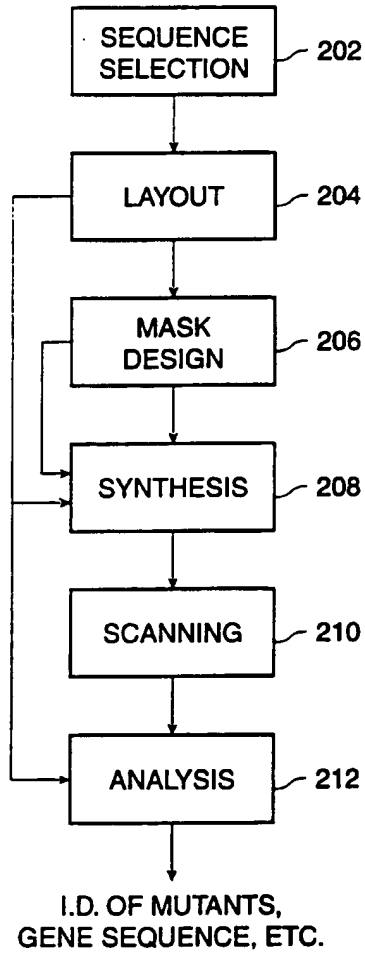 SEQUENCE
SELECTION
202
LAYOUT
204
MASK
DESIGN
206
SYNTHESIS
208
SCANNING
210
ANALYSIS
212
I.D. OF MUTANTS,
GENE SEQUENCE, ETC.